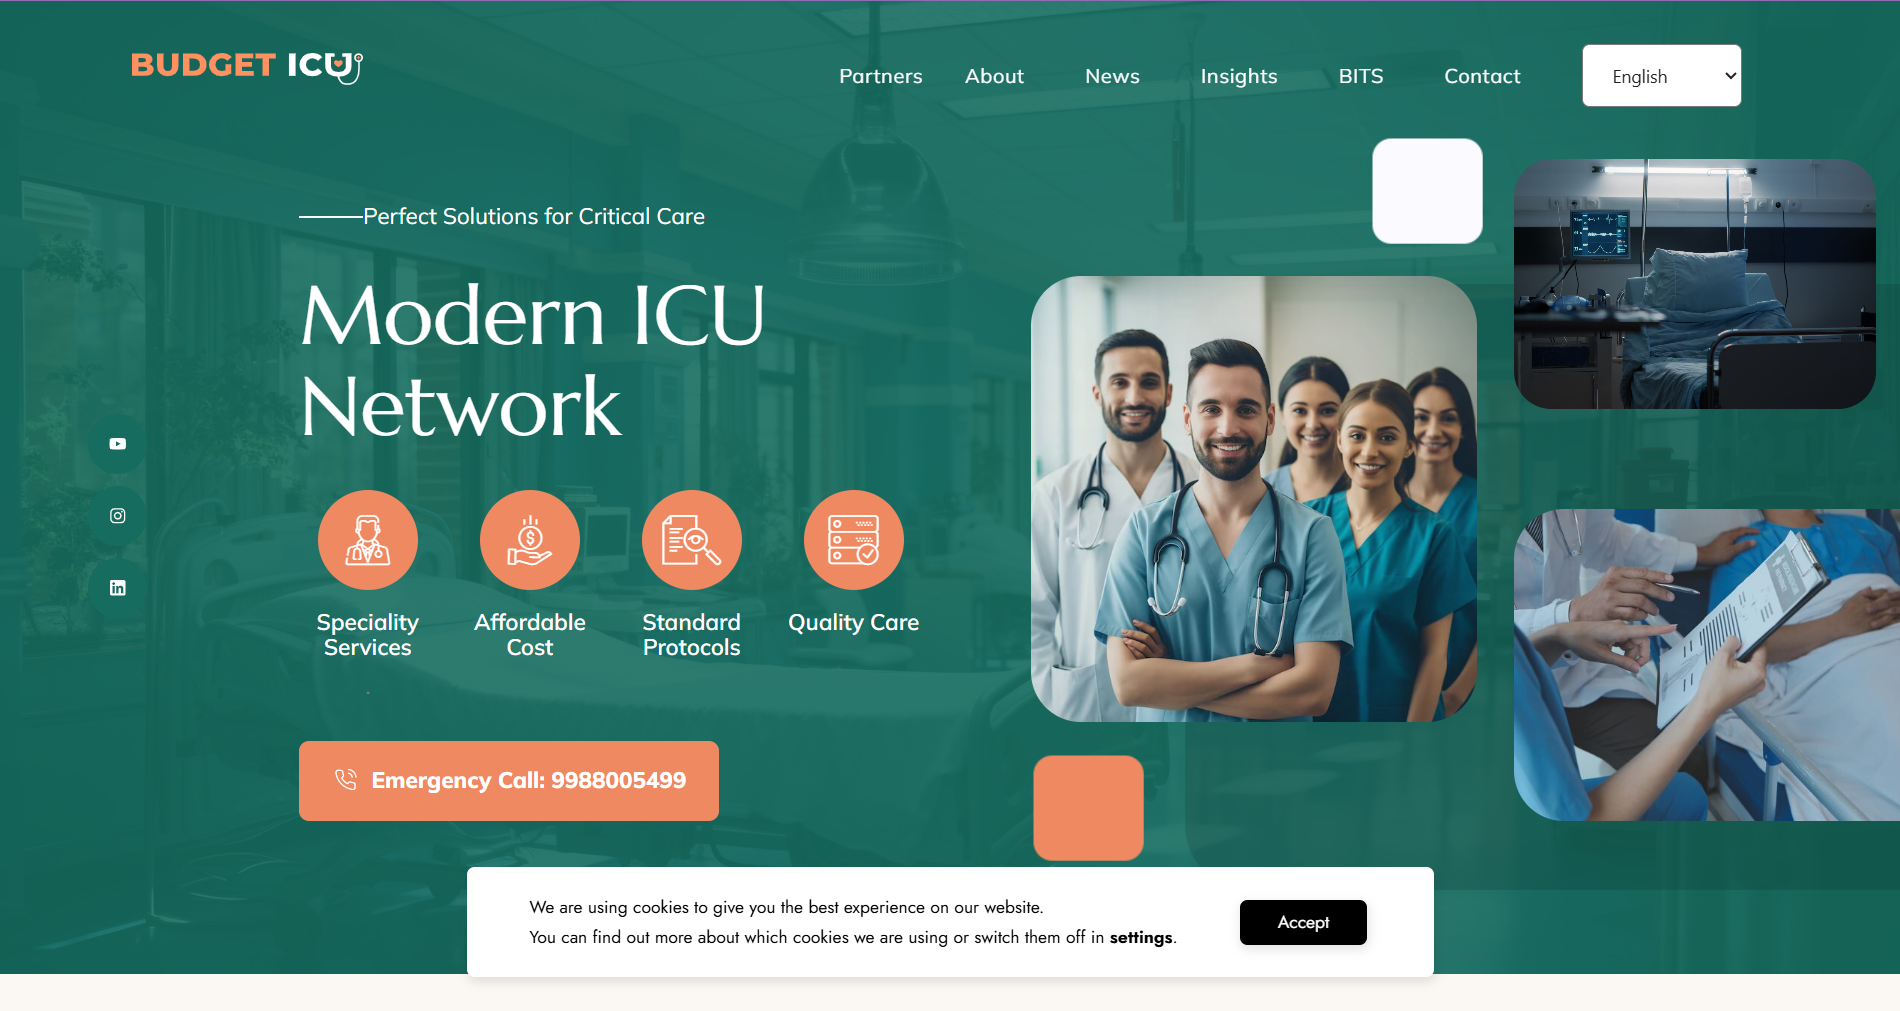 BUDGET ICU
Partners
About
News
Insights
BITS
Contact
English
Perfect Solutions for Critical Care
Modern ICU
Network
Speciality
Services
Affordable
Cost
Standard
Protocols
Quality Care
Emergency Call: 9988005499
We are using cookies to give you the best experience on our website.
You can find out more about which cookies we are using or switch them off in settings.
Accept